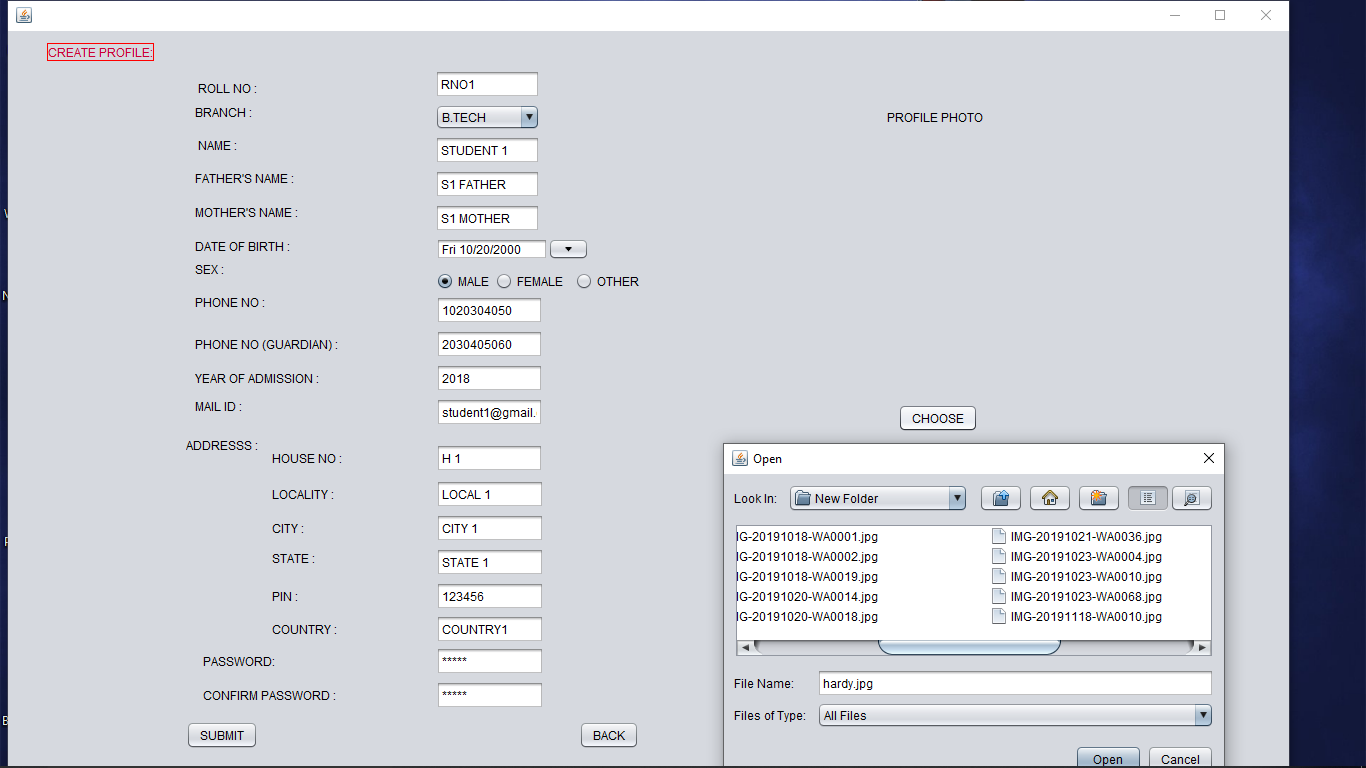 CREATE PROFILE:
ROLL NO : RNO1
BRANCH : B.TECH
PROFILE PHOTO
NAME : STUDENT 1
FATHER'S NAME : S1 FATHER
MOTHER'S NAME : S1 MOTHER
DATE OF BIRTH : Fri 10/20/2000
SEX : MALE FEMALE OTHER
PHONE NO : 1020304050
PHONE NO (GUARDIAN) : 2030405060
YEAR OF ADMISSION : 2018
MAIL ID : student1@gmail.
ADDRESSS :
HOUSE NO : H 1
LOCALITY : LOCAL 1
CITY : CITY 1
STATE : STATE 1
PIN : 123456
COUNTRY : COUNTRY1
PASSWORD: *****
CONFIRM PASSWORD : *****
SUBMIT BACK
CHOOSE
Open
Look In: New Folder
IG-20191018-WA0001.jpg IMG-20191021-WA0036.jpg
IG-20191018-WA0002.jpg IMG-20191023-WA0004.jpg
IG-20191018-WA0019.jpg IMG-20191023-WA0010.jpg
IG-20191020-WA0014.jpg IMG-20191023-WA0068.jpg
IG-20191020-WA0018.jpg IMG-20191118-WA0010.jpg
File Name: hardy.jpg
Files of Type: All Files
Open Cancel